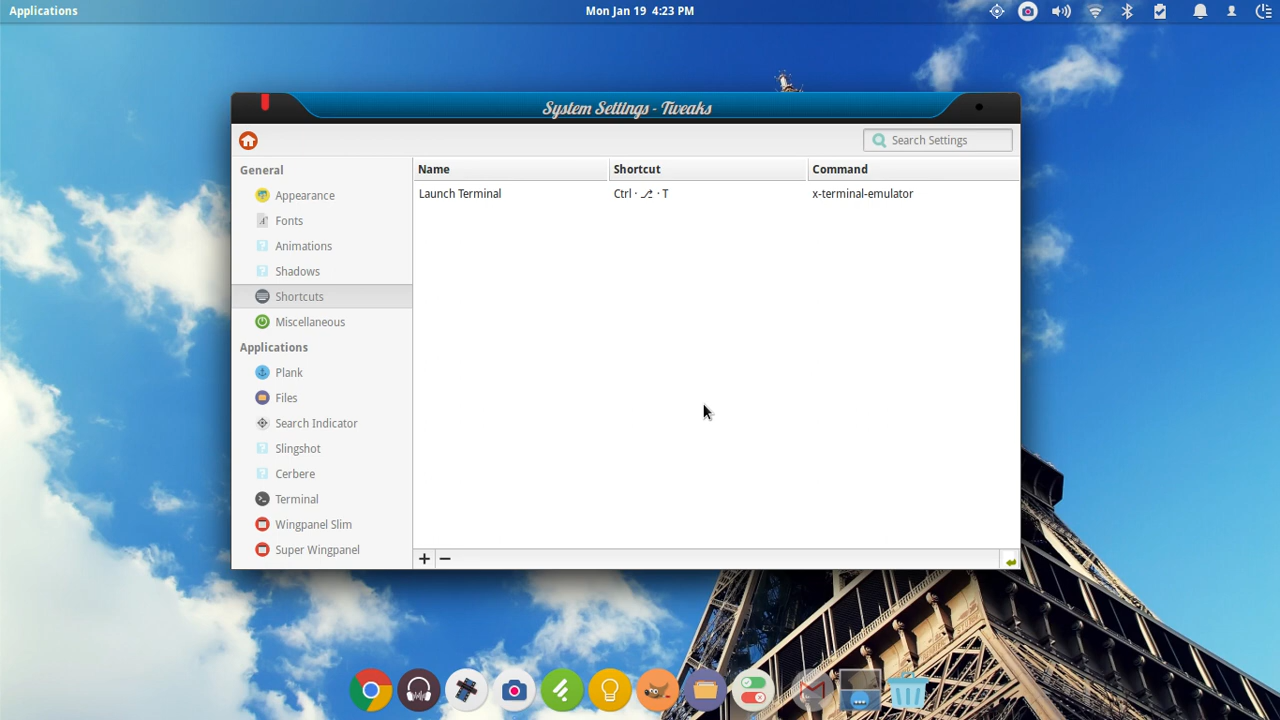 Applications
Mon Jan 19 4:23 PM
System Settings - Tweaks
Search Settings
General
Appearance
Fonts
Animations
Shadows
Shortcuts
Miscellaneous
Applications
Plank
Files
Search Indicator
Slingshot
Cerbere
Terminal
Wingpanel Slim
Super Wingpanel
Name Shortcut Command
Launch Terminal Ctrl · ⎇ · T x-terminal-emulator